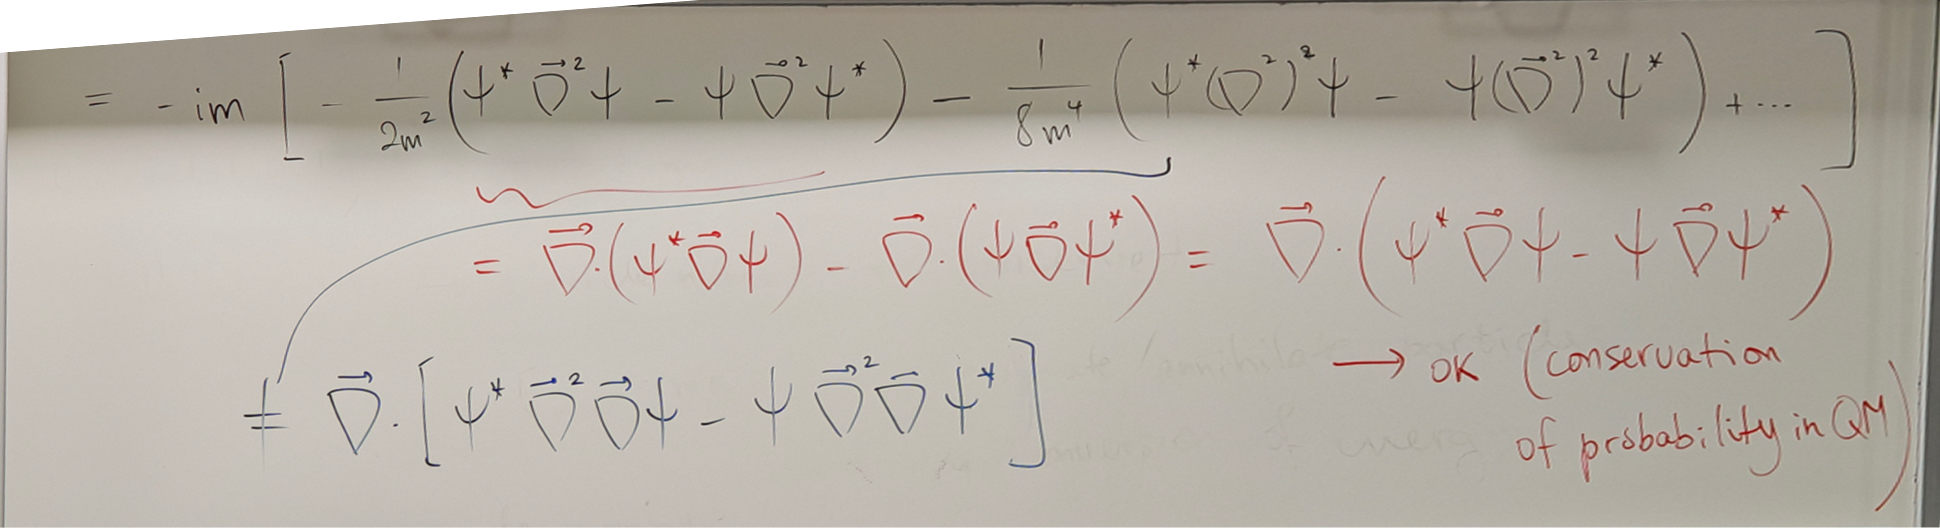 = -im [ - 1/2m² (ψ* ∇⃗² ψ - ψ ∇⃗² ψ*) - 1/8m⁴ (ψ* (∇²)² ψ - ψ (∇⃗²)² ψ*) + ... ]
= ∇⃗·(ψ* ∇⃗ψ) - ∇⃗·(ψ ∇⃗ψ*) = ∇⃗·(ψ* ∇⃗ψ - ψ ∇⃗ψ*)
→ OK (conservation
≠ ∇⃗·[ψ* ∇⃗² ∇⃗ψ - ψ ∇⃗² ∇⃗ψ*]
of probability in QM)